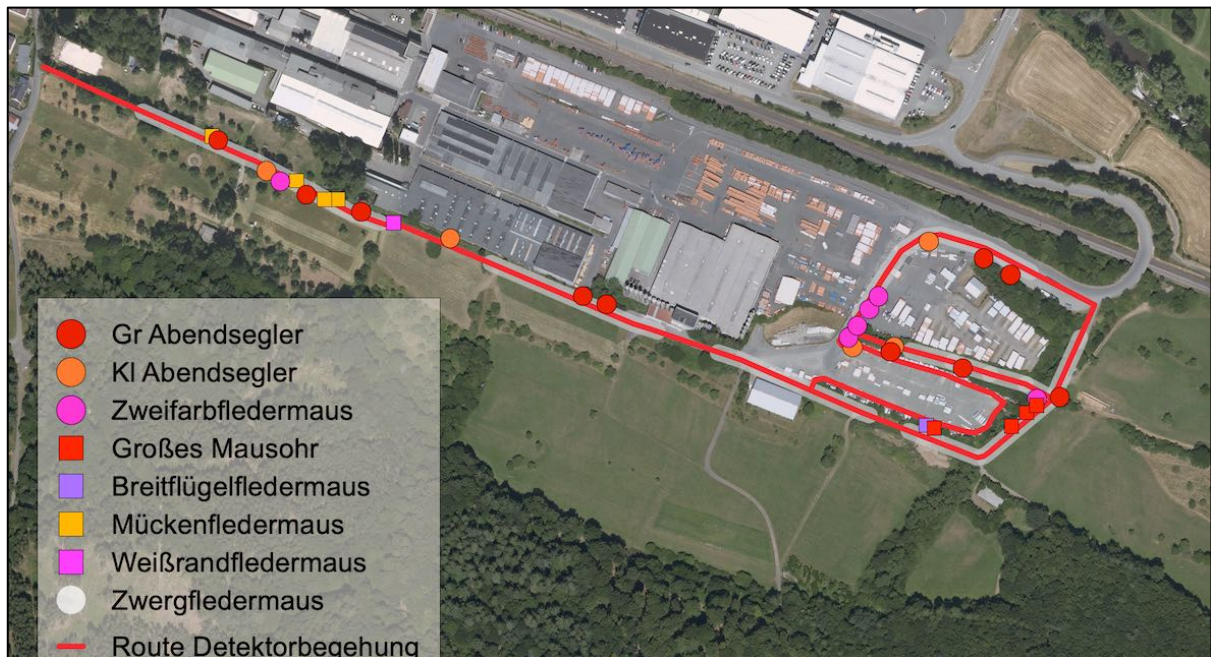 Gr Abendsegler
Kl Abendsegler
Zweifarbfledermaus
Großes Mausohr
Breitflügelfledermaus
Mückenfledermaus
Weißrandfledermaus
Zwergfledermaus
Route Detektorbegehung